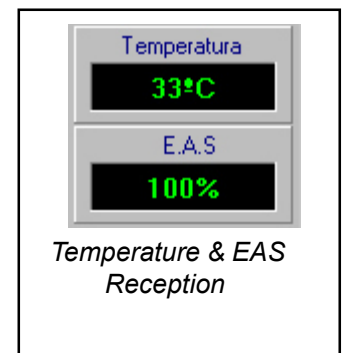 Temperatura
33ºC
E.A.S
100%
Temperature & EAS
Reception